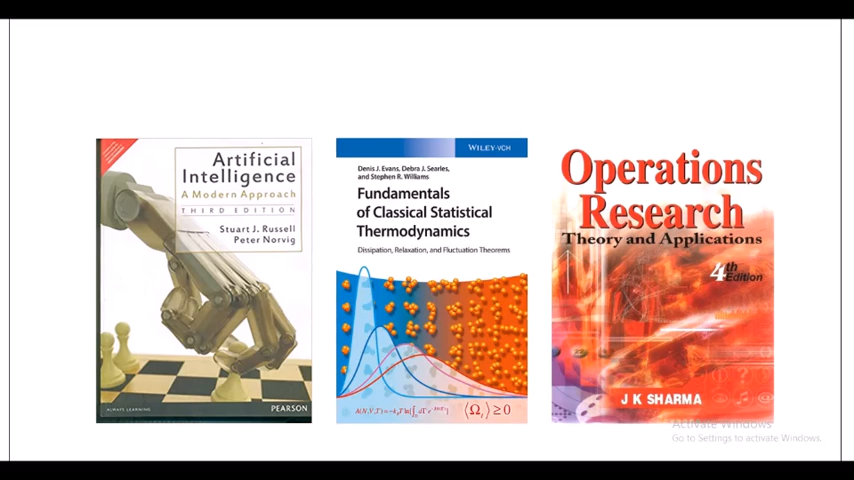 Artificial
Intelligence
A Modern Approach
THIRD EDITION
Stuart J. Russell
Peter Norvig
ALWAYS LEARNING
PEARSON
WILEY-VCH
Denis J. Evans, Debra J. Searles,
and Stephen R. Williams
Fundamentals
of Classical Statistical
Thermodynamics
Dissipation, Relaxation, and Fluctuation Theorems
⟨Ω⟩ ≥ 0
Operations
Research
Theory and Applications
4th
Edition
J K SHARMA
Activate Windows
Go to Settings to activate Windows.